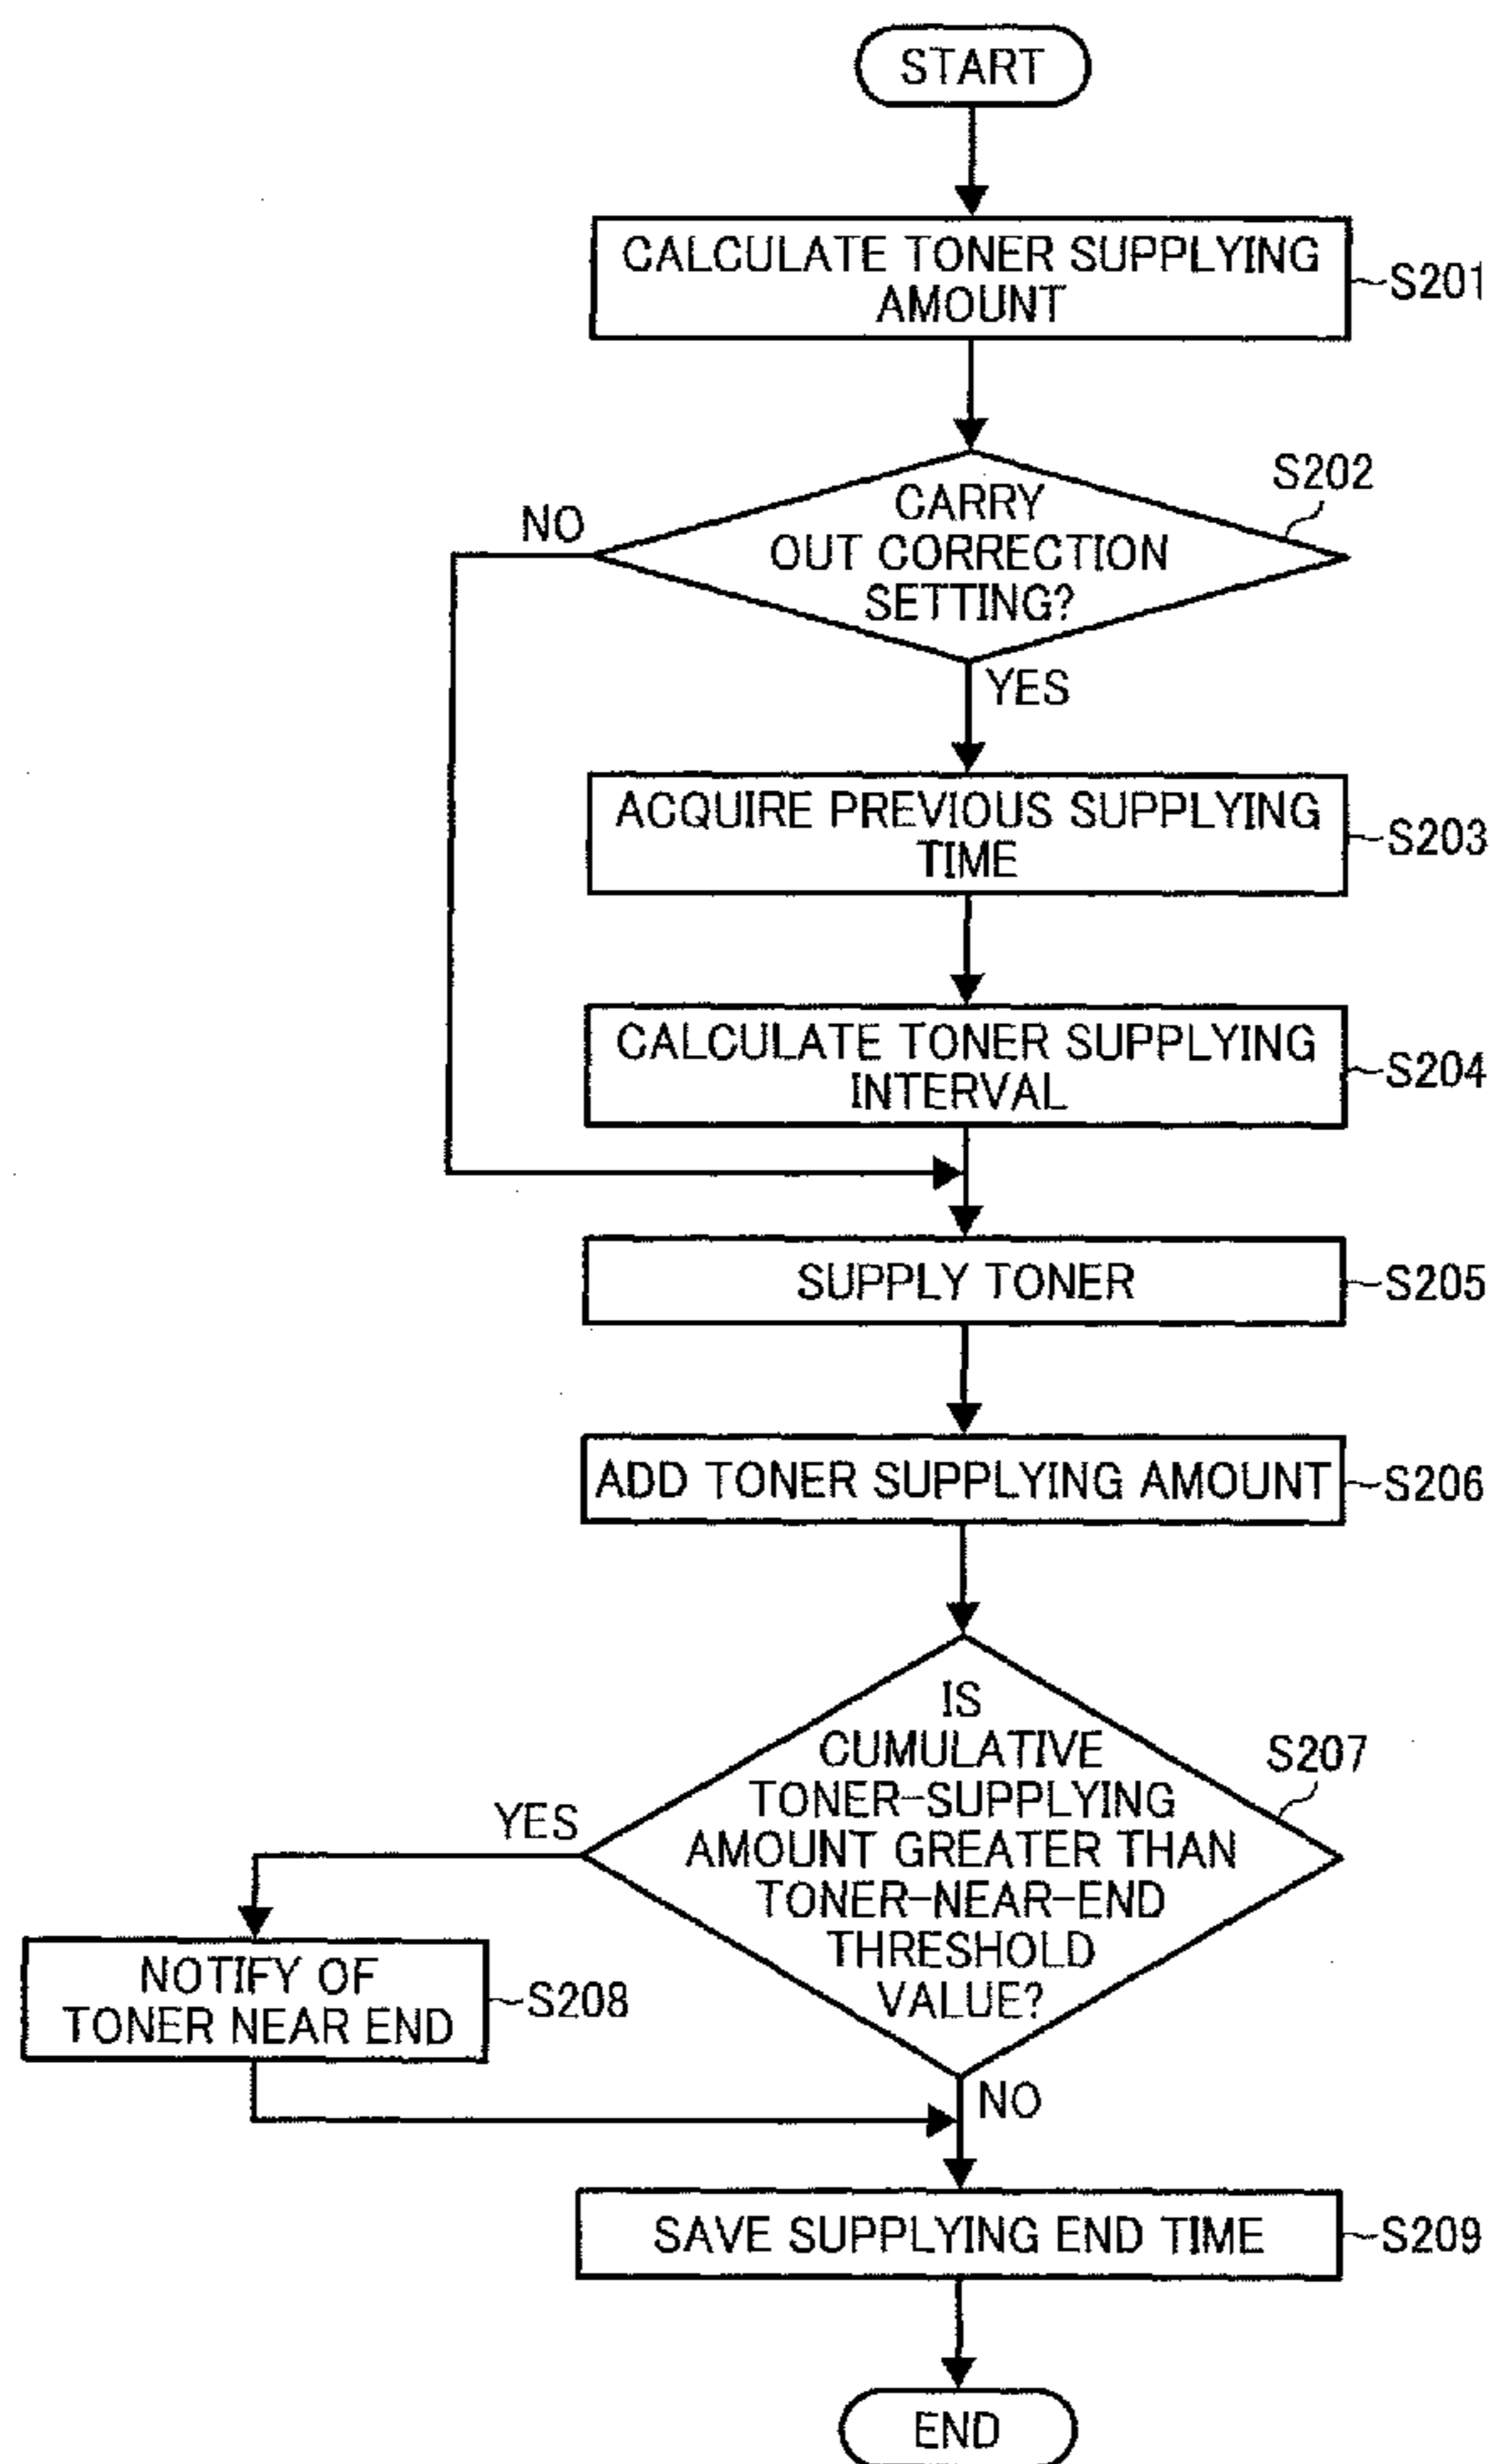 START
CALCULATE TONER SUPPLYING
AMOUNT
S201
S202
CARRY
OUT CORRECTION
SETTING?
NO
YES
ACQUIRE PREVIOUS SUPPLYING
TIME
S203
CALCULATE TONER SUPPLYING
INTERVAL
S204
SUPPLY TONER
S205
ADD TONER SUPPLYING AMOUNT
S206
IS
CUMULATIVE
TONER-SUPPLYING
AMOUNT GREATER THAN
TONER-NEAR-END
THRESHOLD
VALUE?
S207
YES
NOTIFY OF
TONER NEAR END
S208
NO
SAVE SUPPLYING END TIME
S209
END